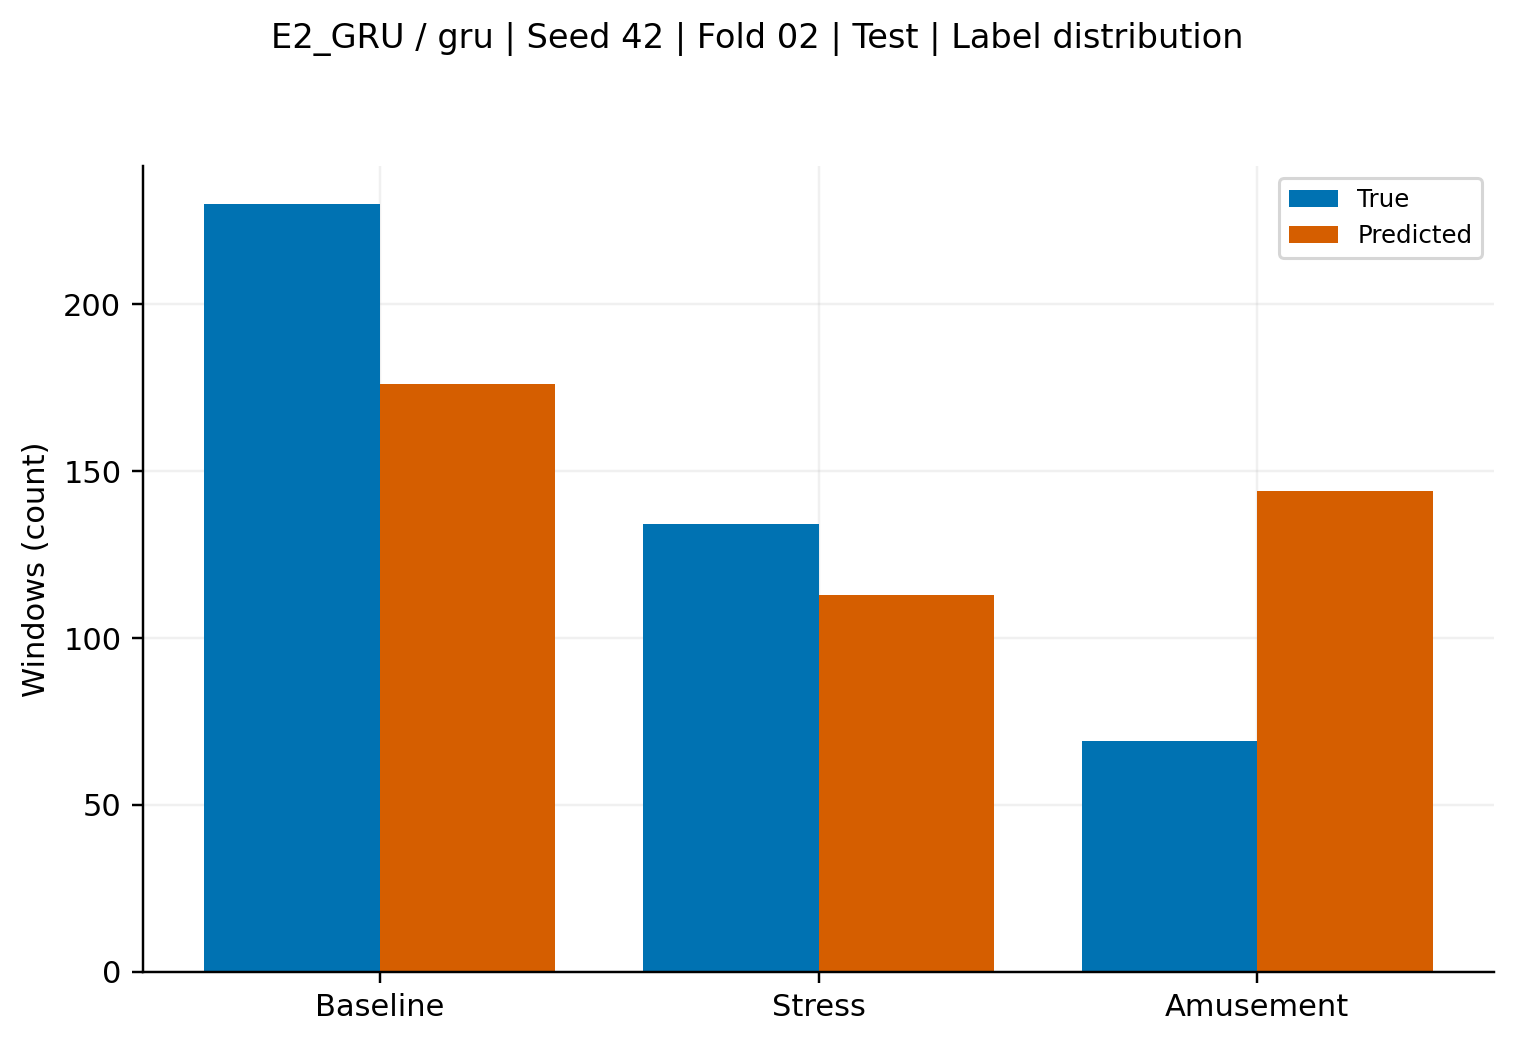 E2_GRU / gru | Seed 42 | Fold 02 | Test | Label distribution
True
Predicted
Windows (count)
200
150
100
50
0
Baseline
Stress
Amusement